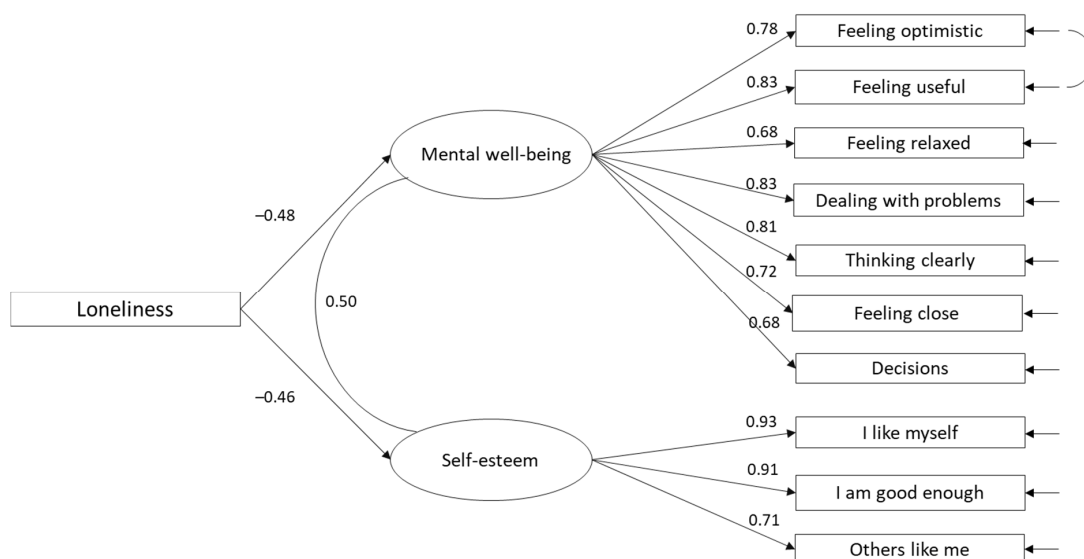 0.78
Feeling optimistic
0.83
Feeling useful
0.68
Feeling relaxed
Mental well-being
0.83
Dealing with problems
–0.48
0.81
Thinking clearly
0.72
Feeling close
Loneliness
0.50
0.68
Decisions
–0.46
0.93
I like myself
Self-esteem
0.91
I am good enough
0.71
Others like me